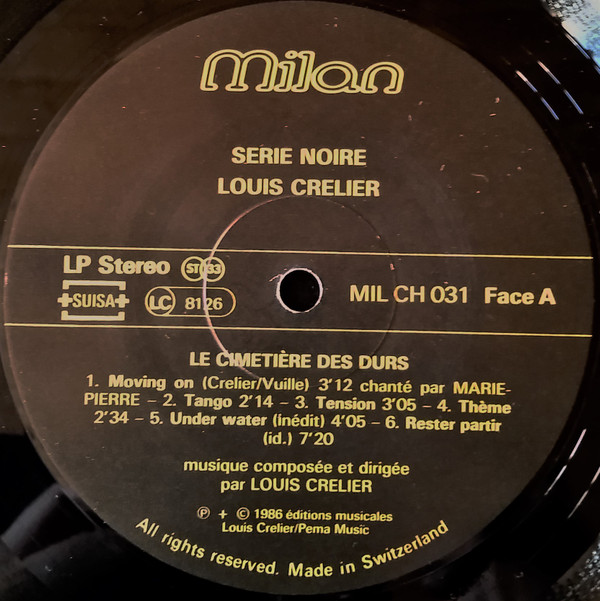 Milan
SERIE NOIRE
LOUIS CRELIER
LP Stereo ST 33
SUISA LC 8126
MIL CH 031 Face A
LE CIMETIÈRE DES DURS
1. Moving on (Crelier/Vuille) 3'12 chanté par MARIE-
PIERRE – 2. Tango 2'14 – 3. Tension 3'05 – 4. Thème
2'34 – 5. Under water (inédit) 4'05 – 6. Rester partir
(id.) 7'20
musique composée et dirigée
par LOUIS CRELIER
℗ + © 1986 éditions musicales
Louis Crelier/Pema Music
All rights reserved. Made in Switzerland